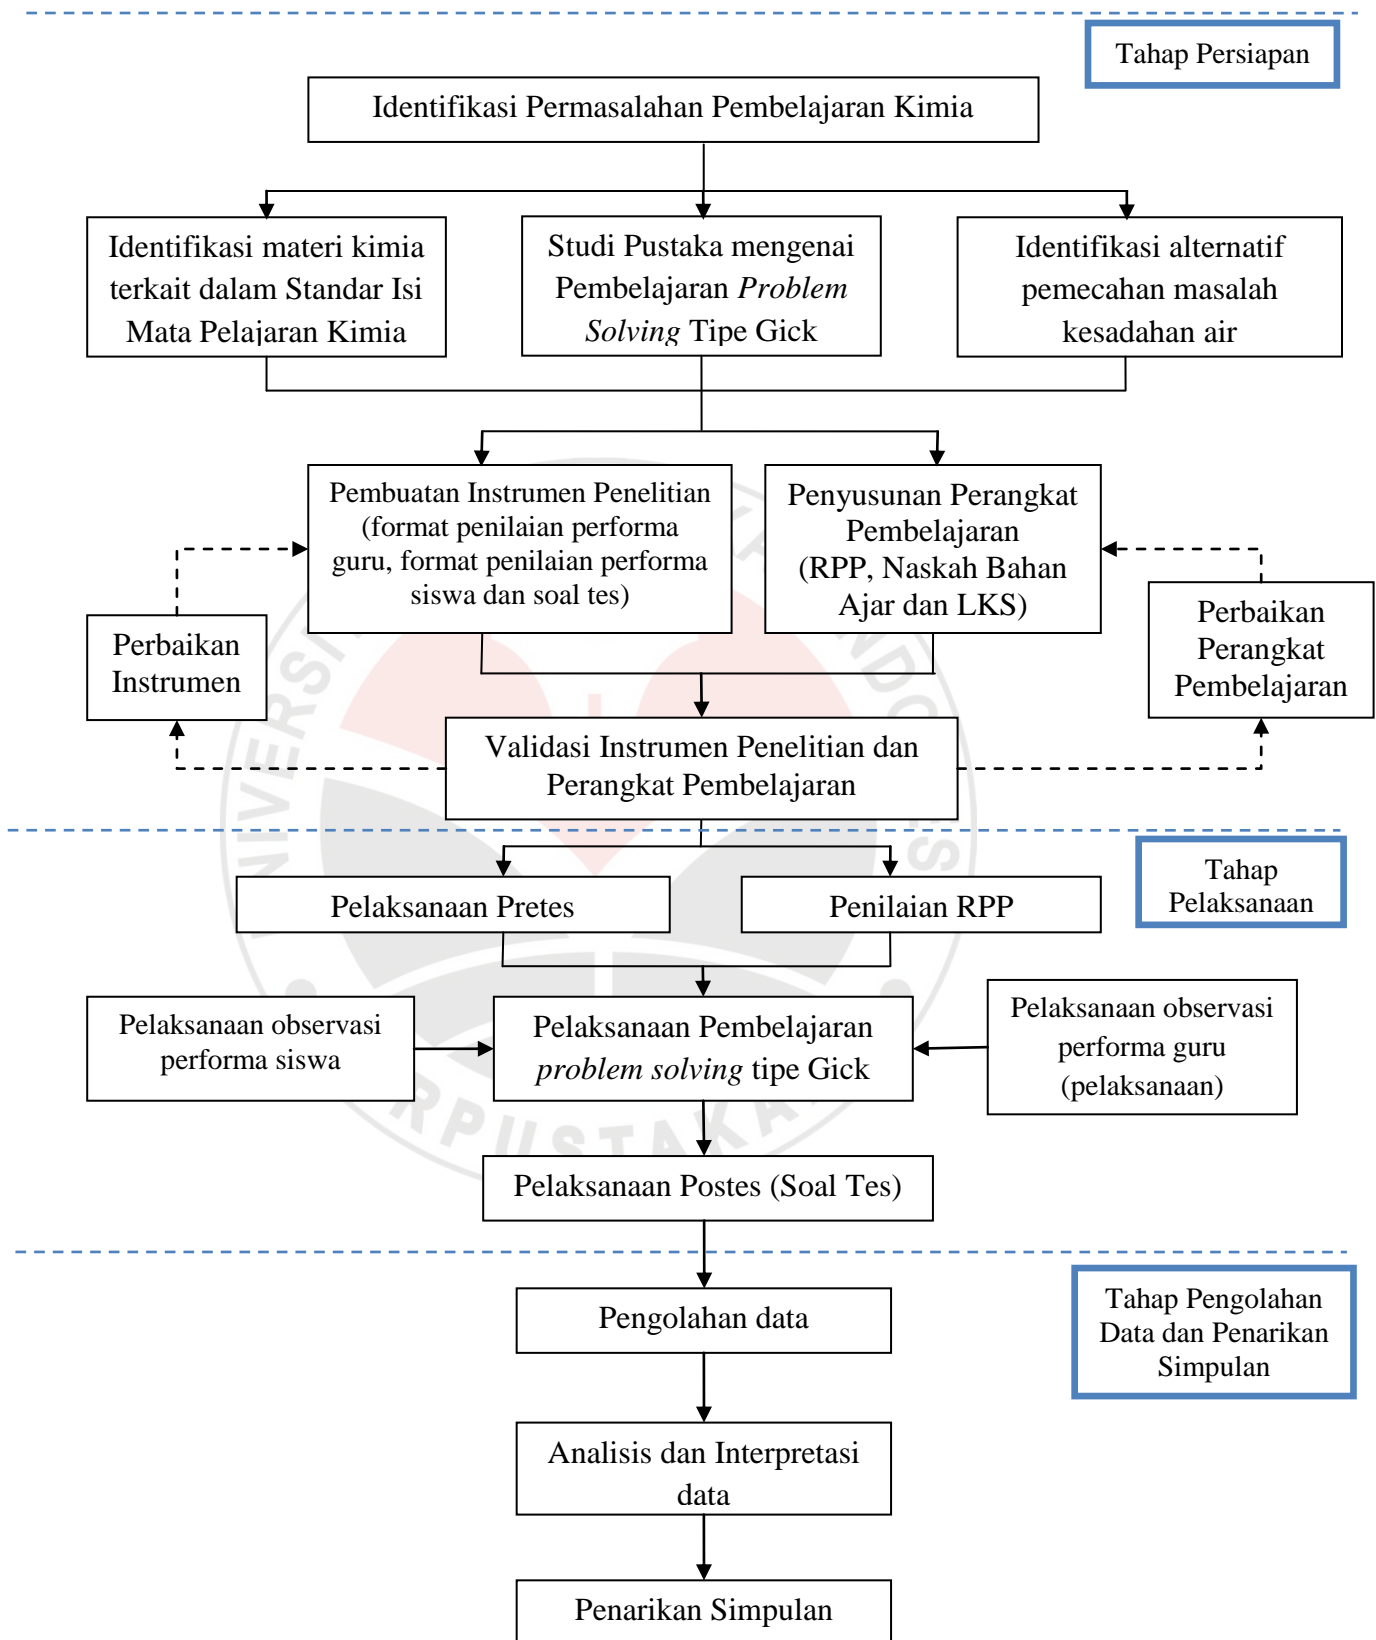 Tahap Persiapan
Identifikasi Permasalahan Pembelajaran Kimia
Identifikasi materi kimia
terkait dalam Standar Isi
Mata Pelajaran Kimia
Studi Pustaka mengenai
Pembelajaran Problem
Solving Tipe Gick
Identifikasi alternatif
pemecahan masalah
kesadahan air
Pembuatan Instrumen Penelitian
(format penilaian performa
guru, format penilaian performa
siswa dan soal tes)
Penyusunan Perangkat
Pembelajaran
(RPP, Naskah Bahan
Ajar dan LKS)
Perbaikan
Instrumen
Perbaikan
Perangkat
Pembelajaran
Validasi Instrumen Penelitian dan
Perangkat Pembelajaran
Tahap
Pelaksanaan
Pelaksanaan Pretes
Penilaian RPP
Pelaksanaan observasi
performa siswa
Pelaksanaan Pembelajaran
problem solving tipe Gick
Pelaksanaan observasi
performa guru
(pelaksanaan)
Pelaksanaan Postes (Soal Tes)
Tahap Pengolahan
Data dan Penarikan
Simpulan
Pengolahan data
Analisis dan Interpretasi
data
Penarikan Simpulan